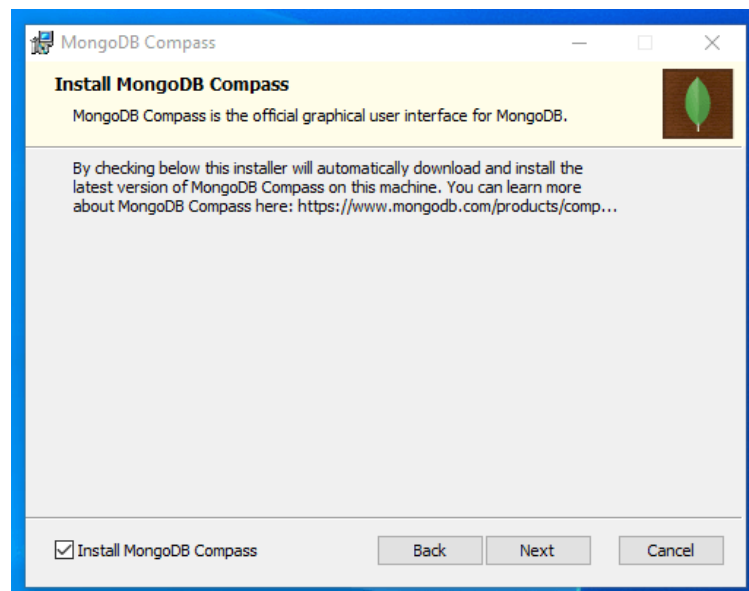 MongoDB Compass
Install MongoDB Compass
MongoDB Compass is the official graphical user interface for MongoDB.
By checking below this installer will automatically download and install the
latest version of MongoDB Compass on this machine. You can learn more
about MongoDB Compass here: https://www.mongodb.com/products/comp...
Install MongoDB Compass
Back
Next
Cancel